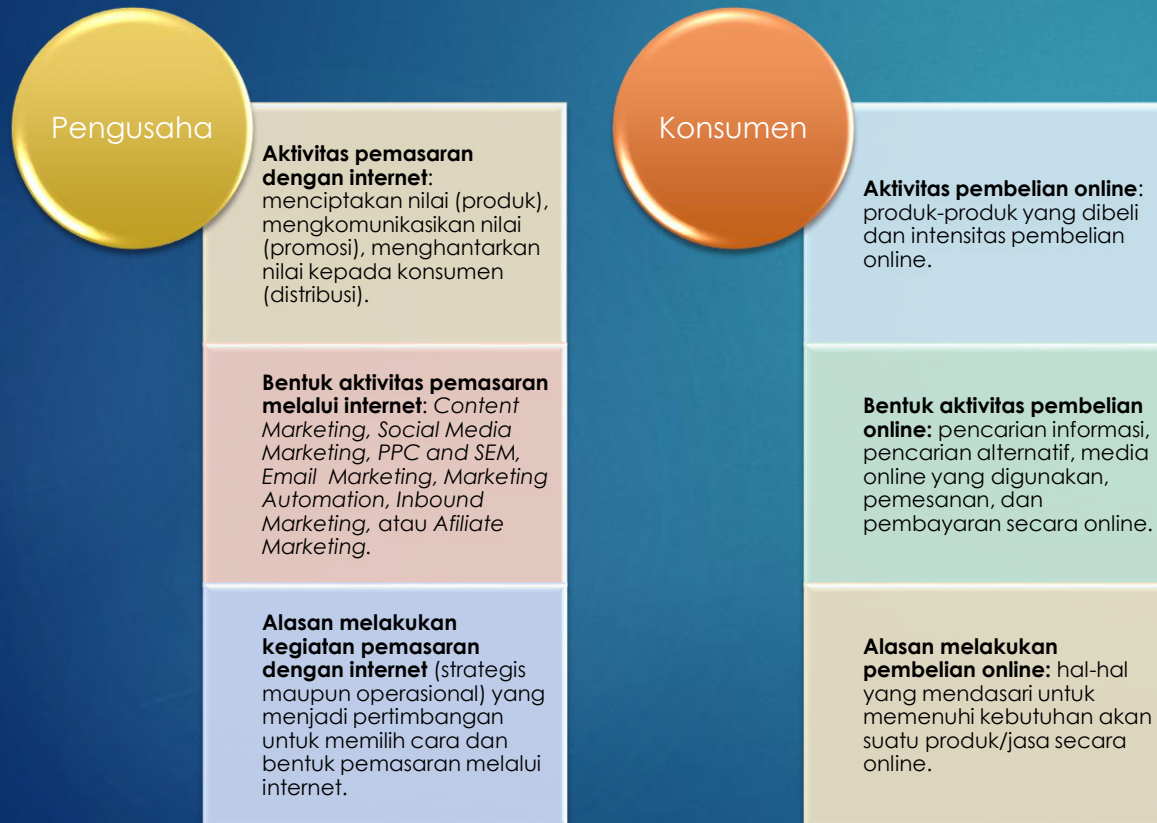 Pengusaha
Aktivitas pemasaran
dengan internet:
menciptakan nilai (produk),
mengkomunikasikan nilai
(promosi), menghantarkan
nilai kepada konsumen
(distribusi).
Bentuk aktivitas pemasaran
melalui internet: Content
Marketing, Social Media
Marketing, PPC and SEM,
Email Marketing, Marketing
Automation, Inbound
Marketing, atau Afiliate
Marketing.
Alasan melakukan
kegiatan pemasaran
dengan internet (strategis
maupun operasional) yang
menjadi pertimbangan
untuk memilih cara dan
bentuk pemasaran melalui
internet.
Konsumen
Aktivitas pembelian online:
produk-produk yang dibeli
dan intensitas pembelian
online.
Bentuk aktivitas pembelian
online: pencarian informasi,
pencarian alternatif, media
online yang digunakan,
pemesanan, dan
pembayaran secara online.
Alasan melakukan
pembelian online: hal-hal
yang mendasari untuk
memenuhi kebutuhan akan
suatu produk/jasa secara
online.